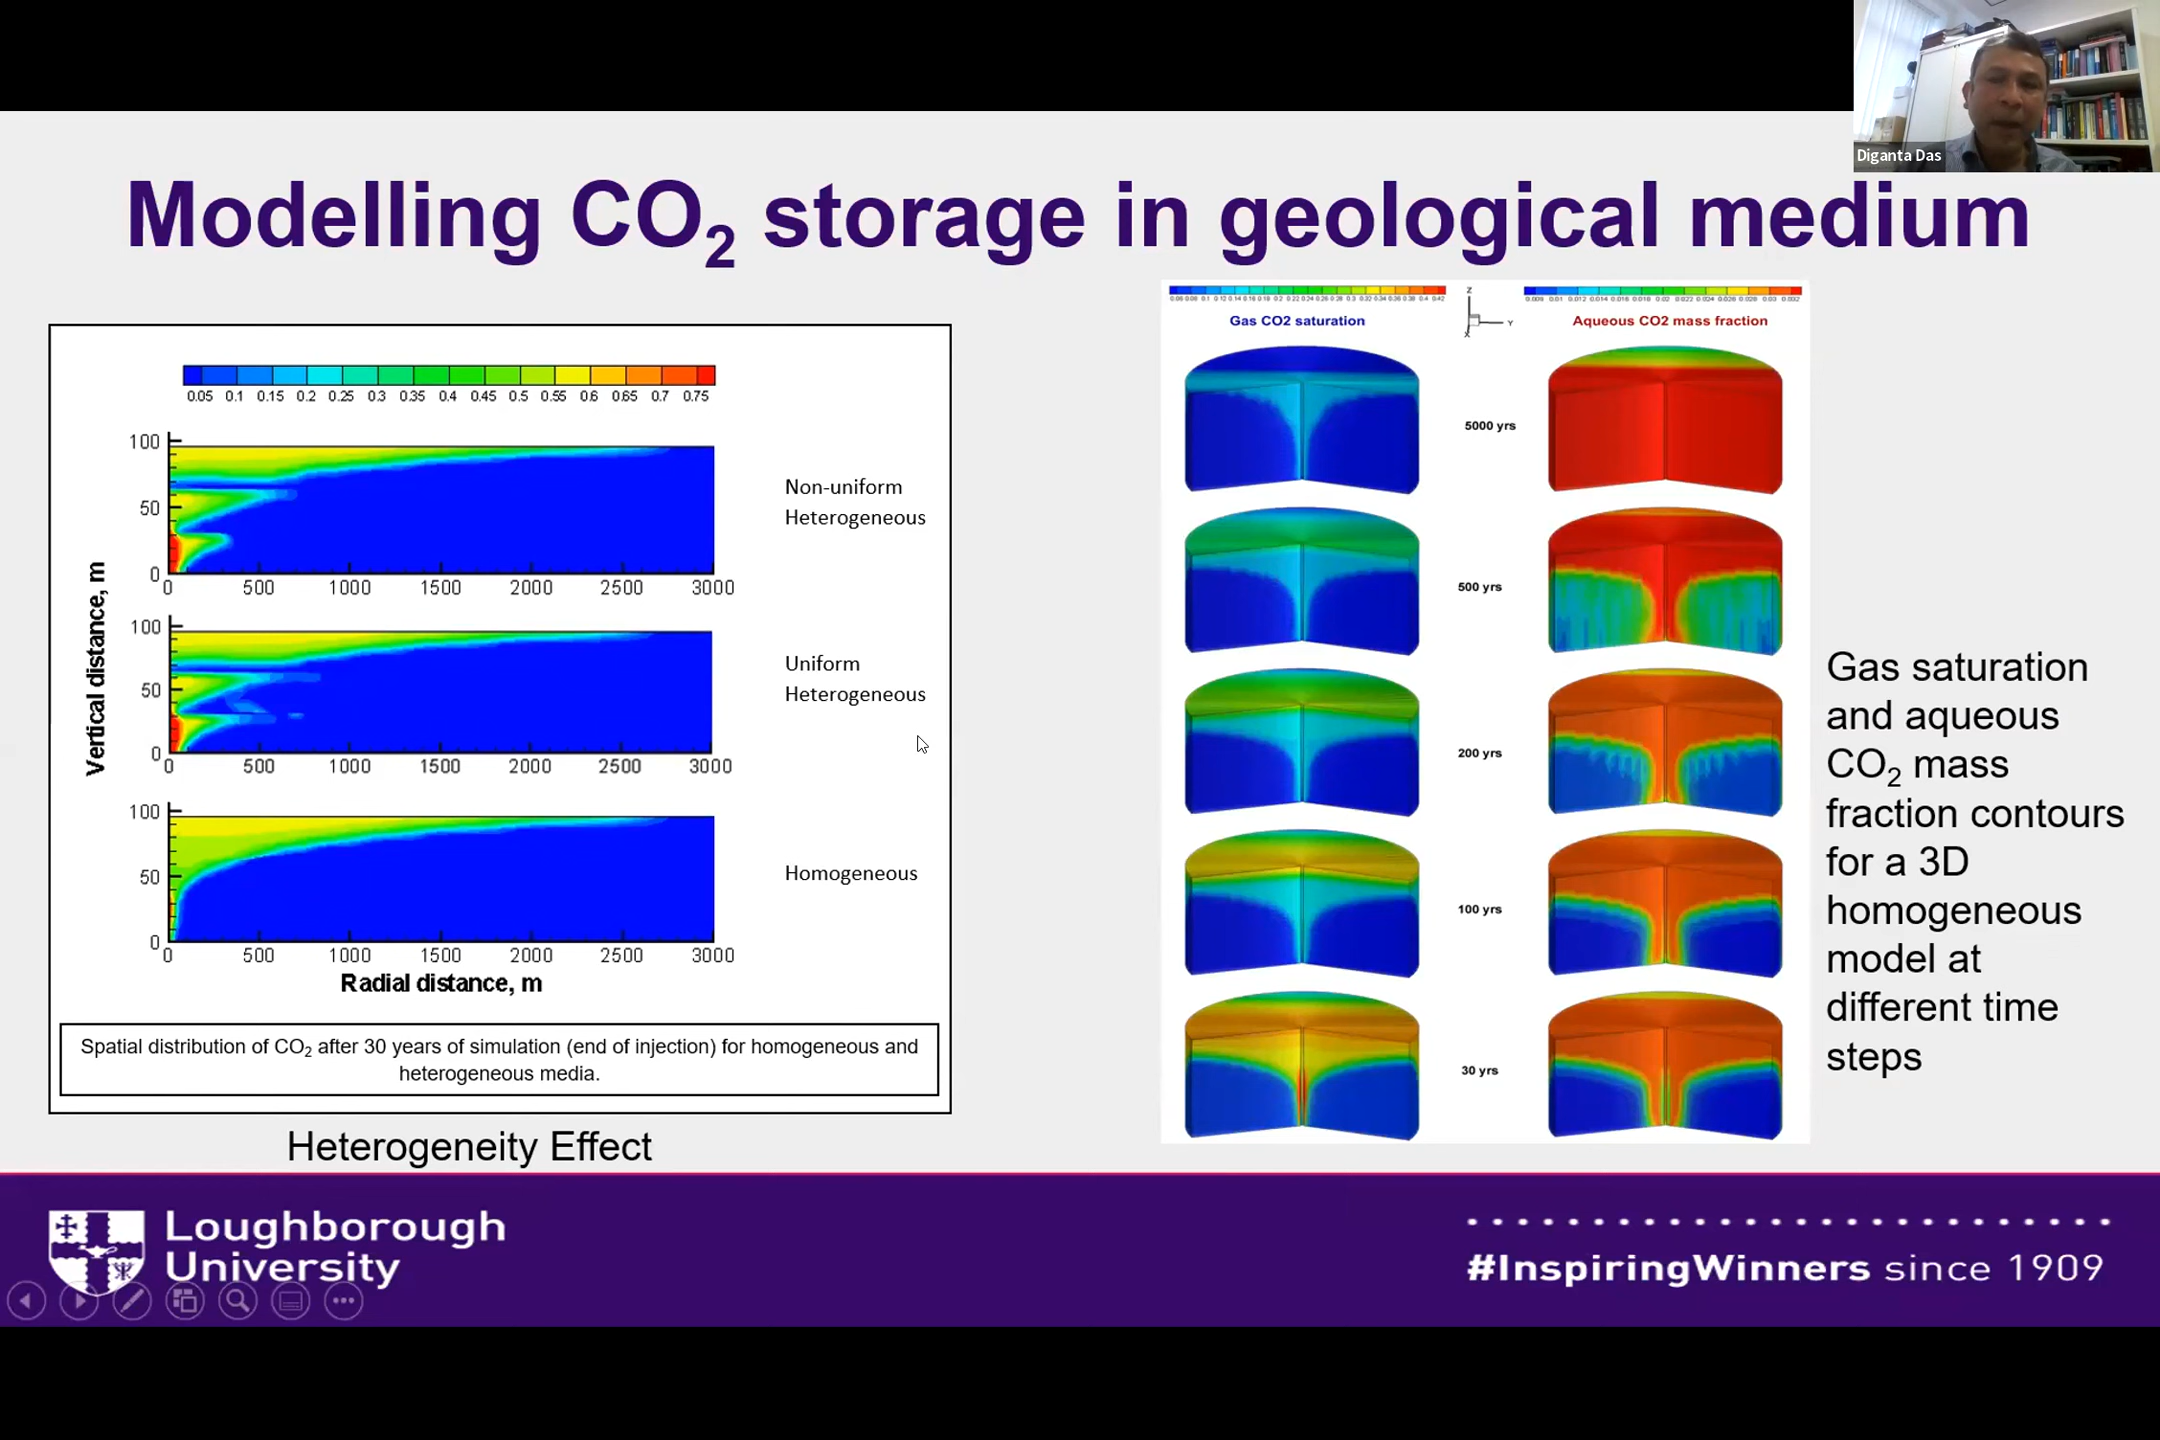 Diganta Das
Modelling CO₂ storage in geological medium
0.05 0.1 0.15 0.2 0.25 0.3 0.35 0.4 0.45 0.5 0.55 0.6 0.65 0.7 0.75
Vertical distance, m
100
50
0
0 500 1000 1500 2000 2500 3000
Non-uniform
Heterogeneous
100
50
0
0 500 1000 1500 2000 2500 3000
Uniform
Heterogeneous
100
50
0
0 500 1000 1500 2000 2500 3000
Homogeneous
Radial distance, m
Spatial distribution of CO₂ after 30 years of simulation (end of injection) for homogeneous and
heterogeneous media.
Heterogeneity Effect
Gas CO2 saturation
Z
Y
X
Aqueous CO2 mass fraction
5000 yrs
500 yrs
200 yrs
100 yrs
30 yrs
Gas saturation
and aqueous
CO₂ mass
fraction contours
for a 3D
homogeneous
model at
different time
steps
Loughborough
University
#InspiringWinners since 1909